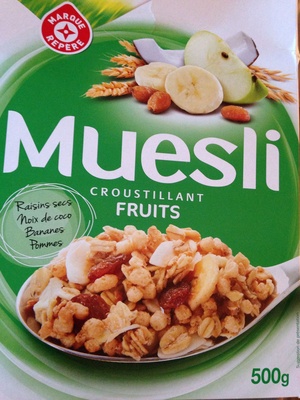 MARQUE
REPÈRE
Muesli
CROUSTILLANT
FRUITS
Raisins secs
Noix de coco
Bananes
Pommes
500g